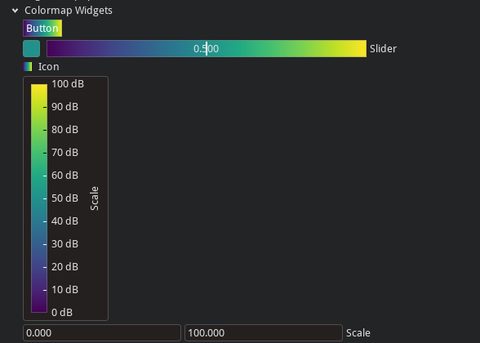 Colormap Widgets
Button
0.500 Slider
Icon
100 dB
90 dB
80 dB
70 dB
60 dB
50 dB
40 dB
30 dB
20 dB
10 dB
0 dB
Scale
0.000 100.000 Scale